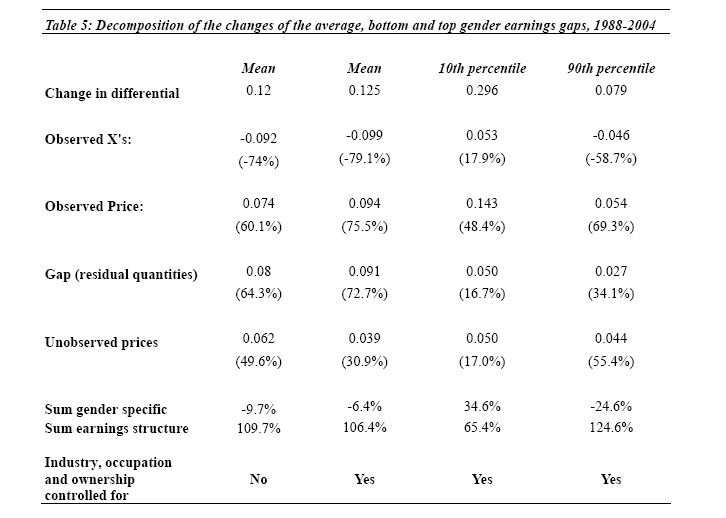 Table 5: Decomposition of the changes of the average, bottom and top gender earnings gaps, 1988-2004
Mean Mean 10th percentile 90th percentile
Change in differential 0.12 0.125 0.296 0.079
Observed X's: -0.092 -0.099 0.053 -0.046
(-74%) (-79.1%) (17.9%) (-58.7%)
Observed Price: 0.074 0.094 0.143 0.054
(60.1%) (75.5%) (48.4%) (69.3%)
Gap (residual quantities) 0.08 0.091 0.050 0.027
(64.3%) (72.7%) (16.7%) (34.1%)
Unobserved prices 0.062 0.039 0.050 0.044
(49.6%) (30.9%) (17.0%) (55.4%)
Sum gender specific -9.7% -6.4% 34.6% -24.6%
Sum earnings structure 109.7% 106.4% 65.4% 124.6%
Industry, occupation
and ownership No Yes Yes Yes
controlled for